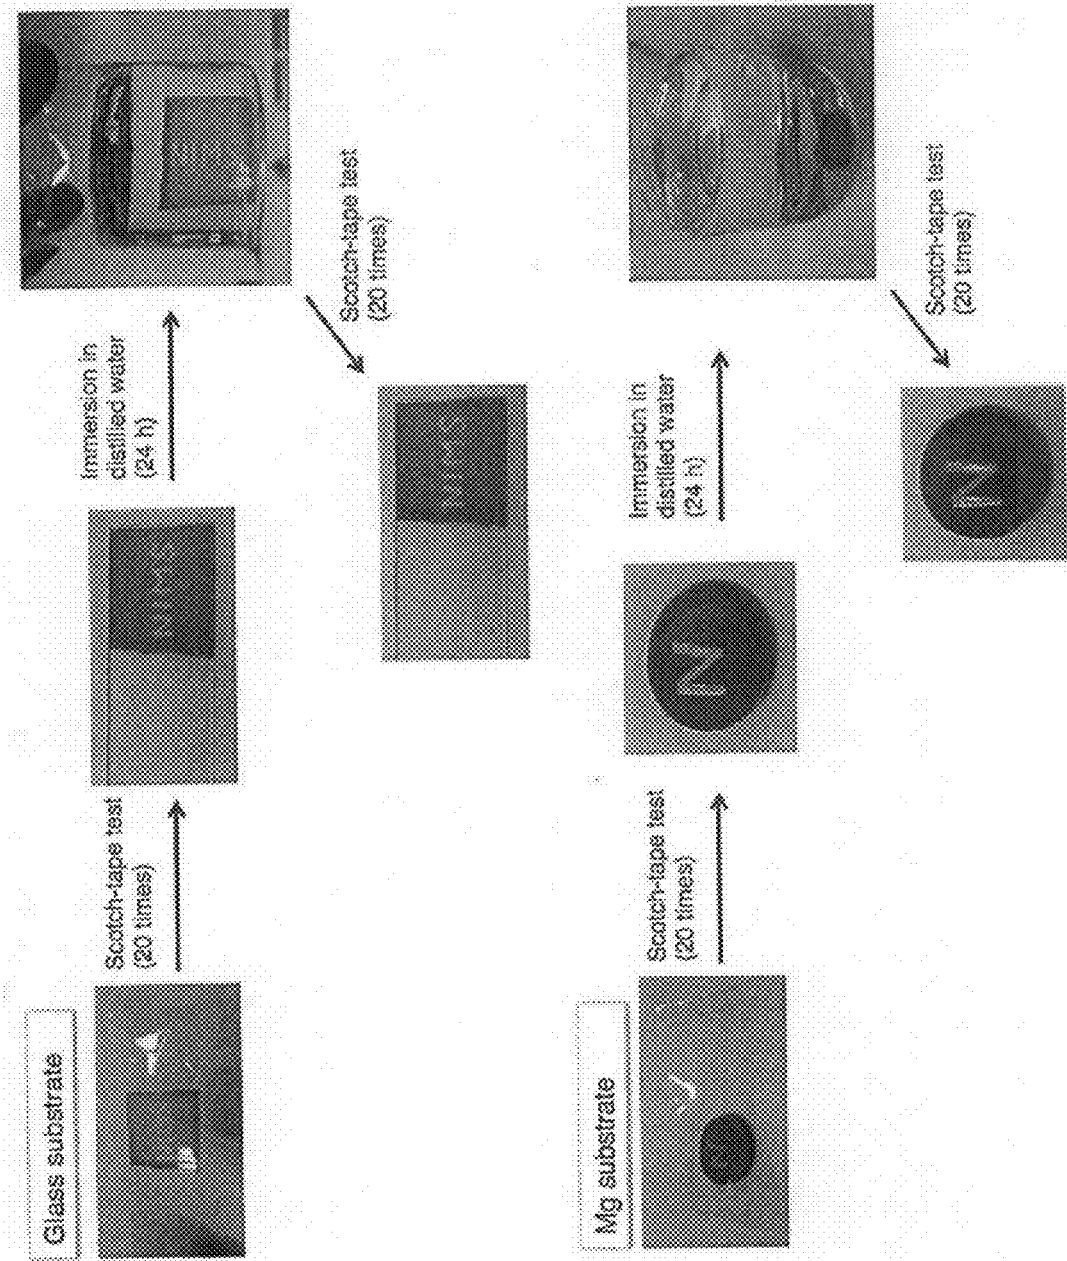 Glass substrate
Scotch-tape test
(20 times)
Immersion in
distilled water
(24 h)
Scotch-tape test
(20 times)
Mg substrate
Scotch-tape test
(20 times)
N
Immersion in
distilled water
(24 h)
Scotch-tape test
(20 times)
N